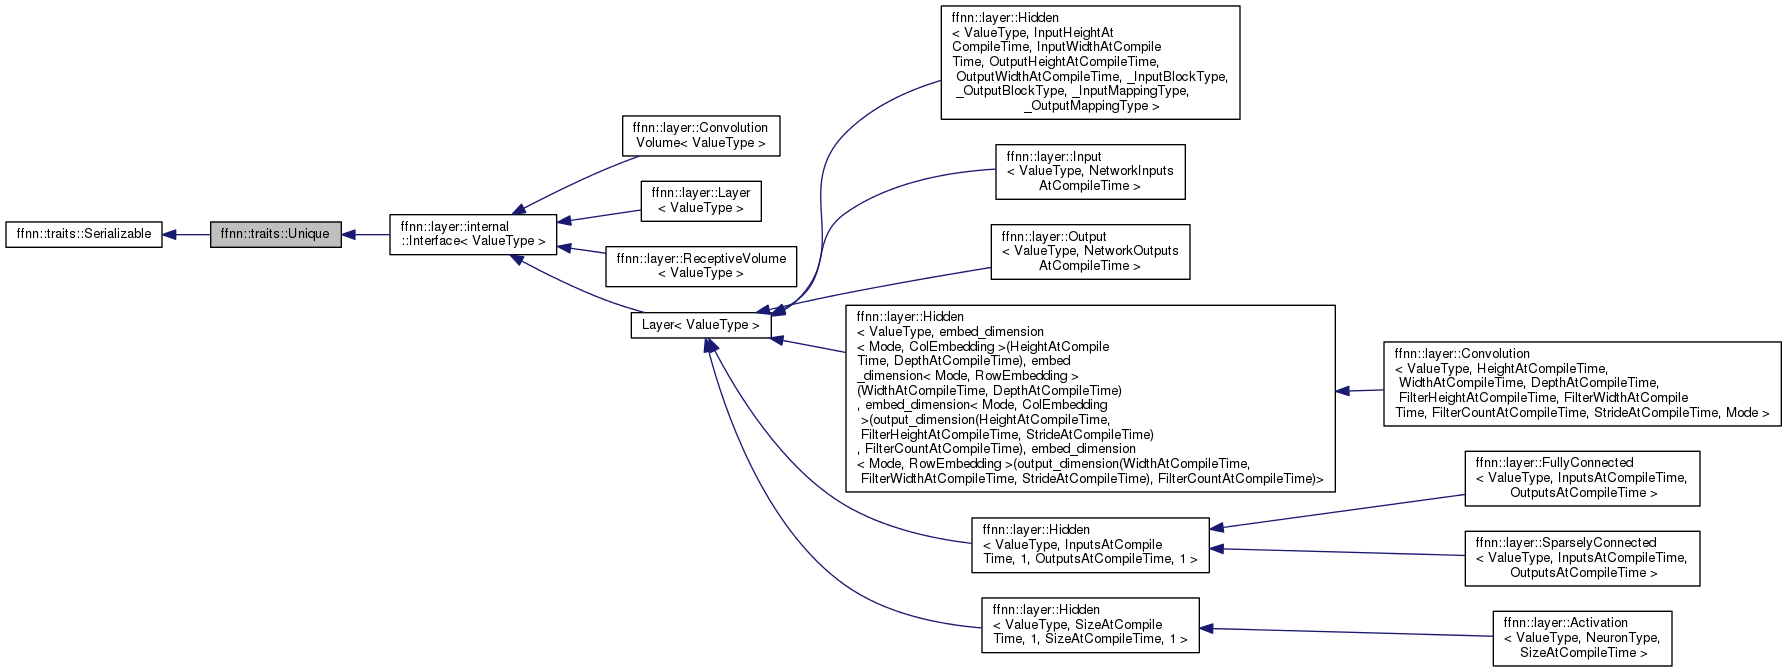 ffnn::traits::Serializable
ffnn::traits::Unique
ffnn::layer::internal
::Interface< ValueType >
ffnn::layer::Convolution
Volume< ValueType >
ffnn::layer::Layer
< ValueType >
ffnn::layer::ReceptiveVolume
< ValueType >
Layer< ValueType >
ffnn::layer::Hidden
< ValueType, InputHeightAt
CompileTime, InputWidthAtCompile
Time, OutputHeightAtCompileTime,
OutputWidthAtCompileTime, _InputBlockType,
_OutputBlockType, _InputMappingType,
_OutputMappingType >
ffnn::layer::Input
< ValueType, NetworkInputs
AtCompileTime >
ffnn::layer::Output
< ValueType, NetworkOutputs
AtCompileTime >
ffnn::layer::Hidden
< ValueType, embed_dimension
< Mode, ColEmbedding >(HeightAtCompile
Time, DepthAtCompileTime), embed
_dimension< Mode, RowEmbedding >
(WidthAtCompileTime, DepthAtCompileTime)
, embed_dimension< Mode, ColEmbedding
>(output_dimension(HeightAtCompileTime,
FilterHeightAtCompileTime, StrideAtCompileTime)
, FilterCountAtCompileTime), embed_dimension
< Mode, RowEmbedding >(output_dimension(WidthAtCompileTime,
FilterWidthAtCompileTime, StrideAtCompileTime), FilterCountAtCompileTime)>
ffnn::layer::Hidden
< ValueType, InputsAtCompile
Time, 1, OutputsAtCompileTime, 1 >
ffnn::layer::Hidden
< ValueType, SizeAtCompile
Time, 1, SizeAtCompileTime, 1 >
ffnn::layer::Convolution
< ValueType, HeightAtCompileTime,
WidthAtCompileTime, DepthAtCompileTime,
FilterHeightAtCompileTime, FilterWidthAtCompile
Time, FilterCountAtCompileTime, StrideAtCompileTime, Mode >
ffnn::layer::FullyConnected
< ValueType, InputsAtCompileTime,
OutputsAtCompileTime >
ffnn::layer::SparselyConnected
< ValueType, InputsAtCompileTime,
OutputsAtCompileTime >
ffnn::layer::Activation
< ValueType, NeuronType,
SizeAtCompileTime >